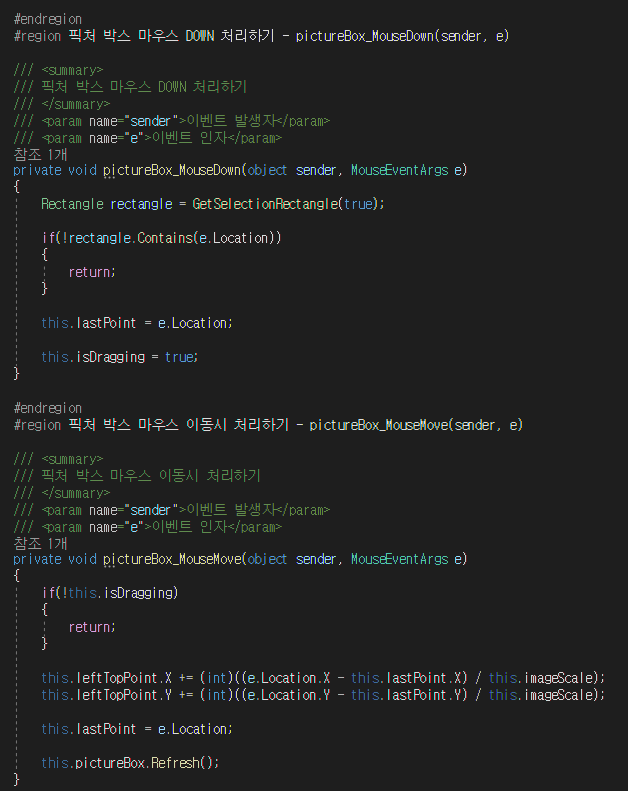 #endregion
#region 픽처 박스 마우스 DOWN 처리하기 - pictureBox_MouseDown(sender, e)
/// <summary>
/// 픽처 박스 마우스 DOWN 처리하기
/// </summary>
/// <param name="sender">이벤트 발생자</param>
/// <param name="e">이벤트 인자</param>
참조 1개
private void pictureBox_MouseDown(object sender, MouseEventArgs e)
{
    Rectangle rectangle = GetSelectionRectangle(true);
    if(!rectangle.Contains(e.Location))
    {
        return;
    }
    this.lastPoint = e.Location;
    this.isDragging = true;
}
#endregion
#region 픽처 박스 마우스 이동시 처리하기 - pictureBox_MouseMove(sender, e)
/// <summary>
/// 픽처 박스 마우스 이동시 처리하기
/// </summary>
/// <param name="sender">이벤트 발생자</param>
/// <param name="e">이벤트 인자</param>
참조 1개
private void pictureBox_MouseMove(object sender, MouseEventArgs e)
{
    if(!this.isDragging)
    {
        return;
    }
    this.leftTopPoint.X += (int)((e.Location.X - this.lastPoint.X) / this.imageScale);
    this.leftTopPoint.Y += (int)((e.Location.Y - this.lastPoint.Y) / this.imageScale);
    this.lastPoint = e.Location;
    this.pictureBox.Refresh();
}